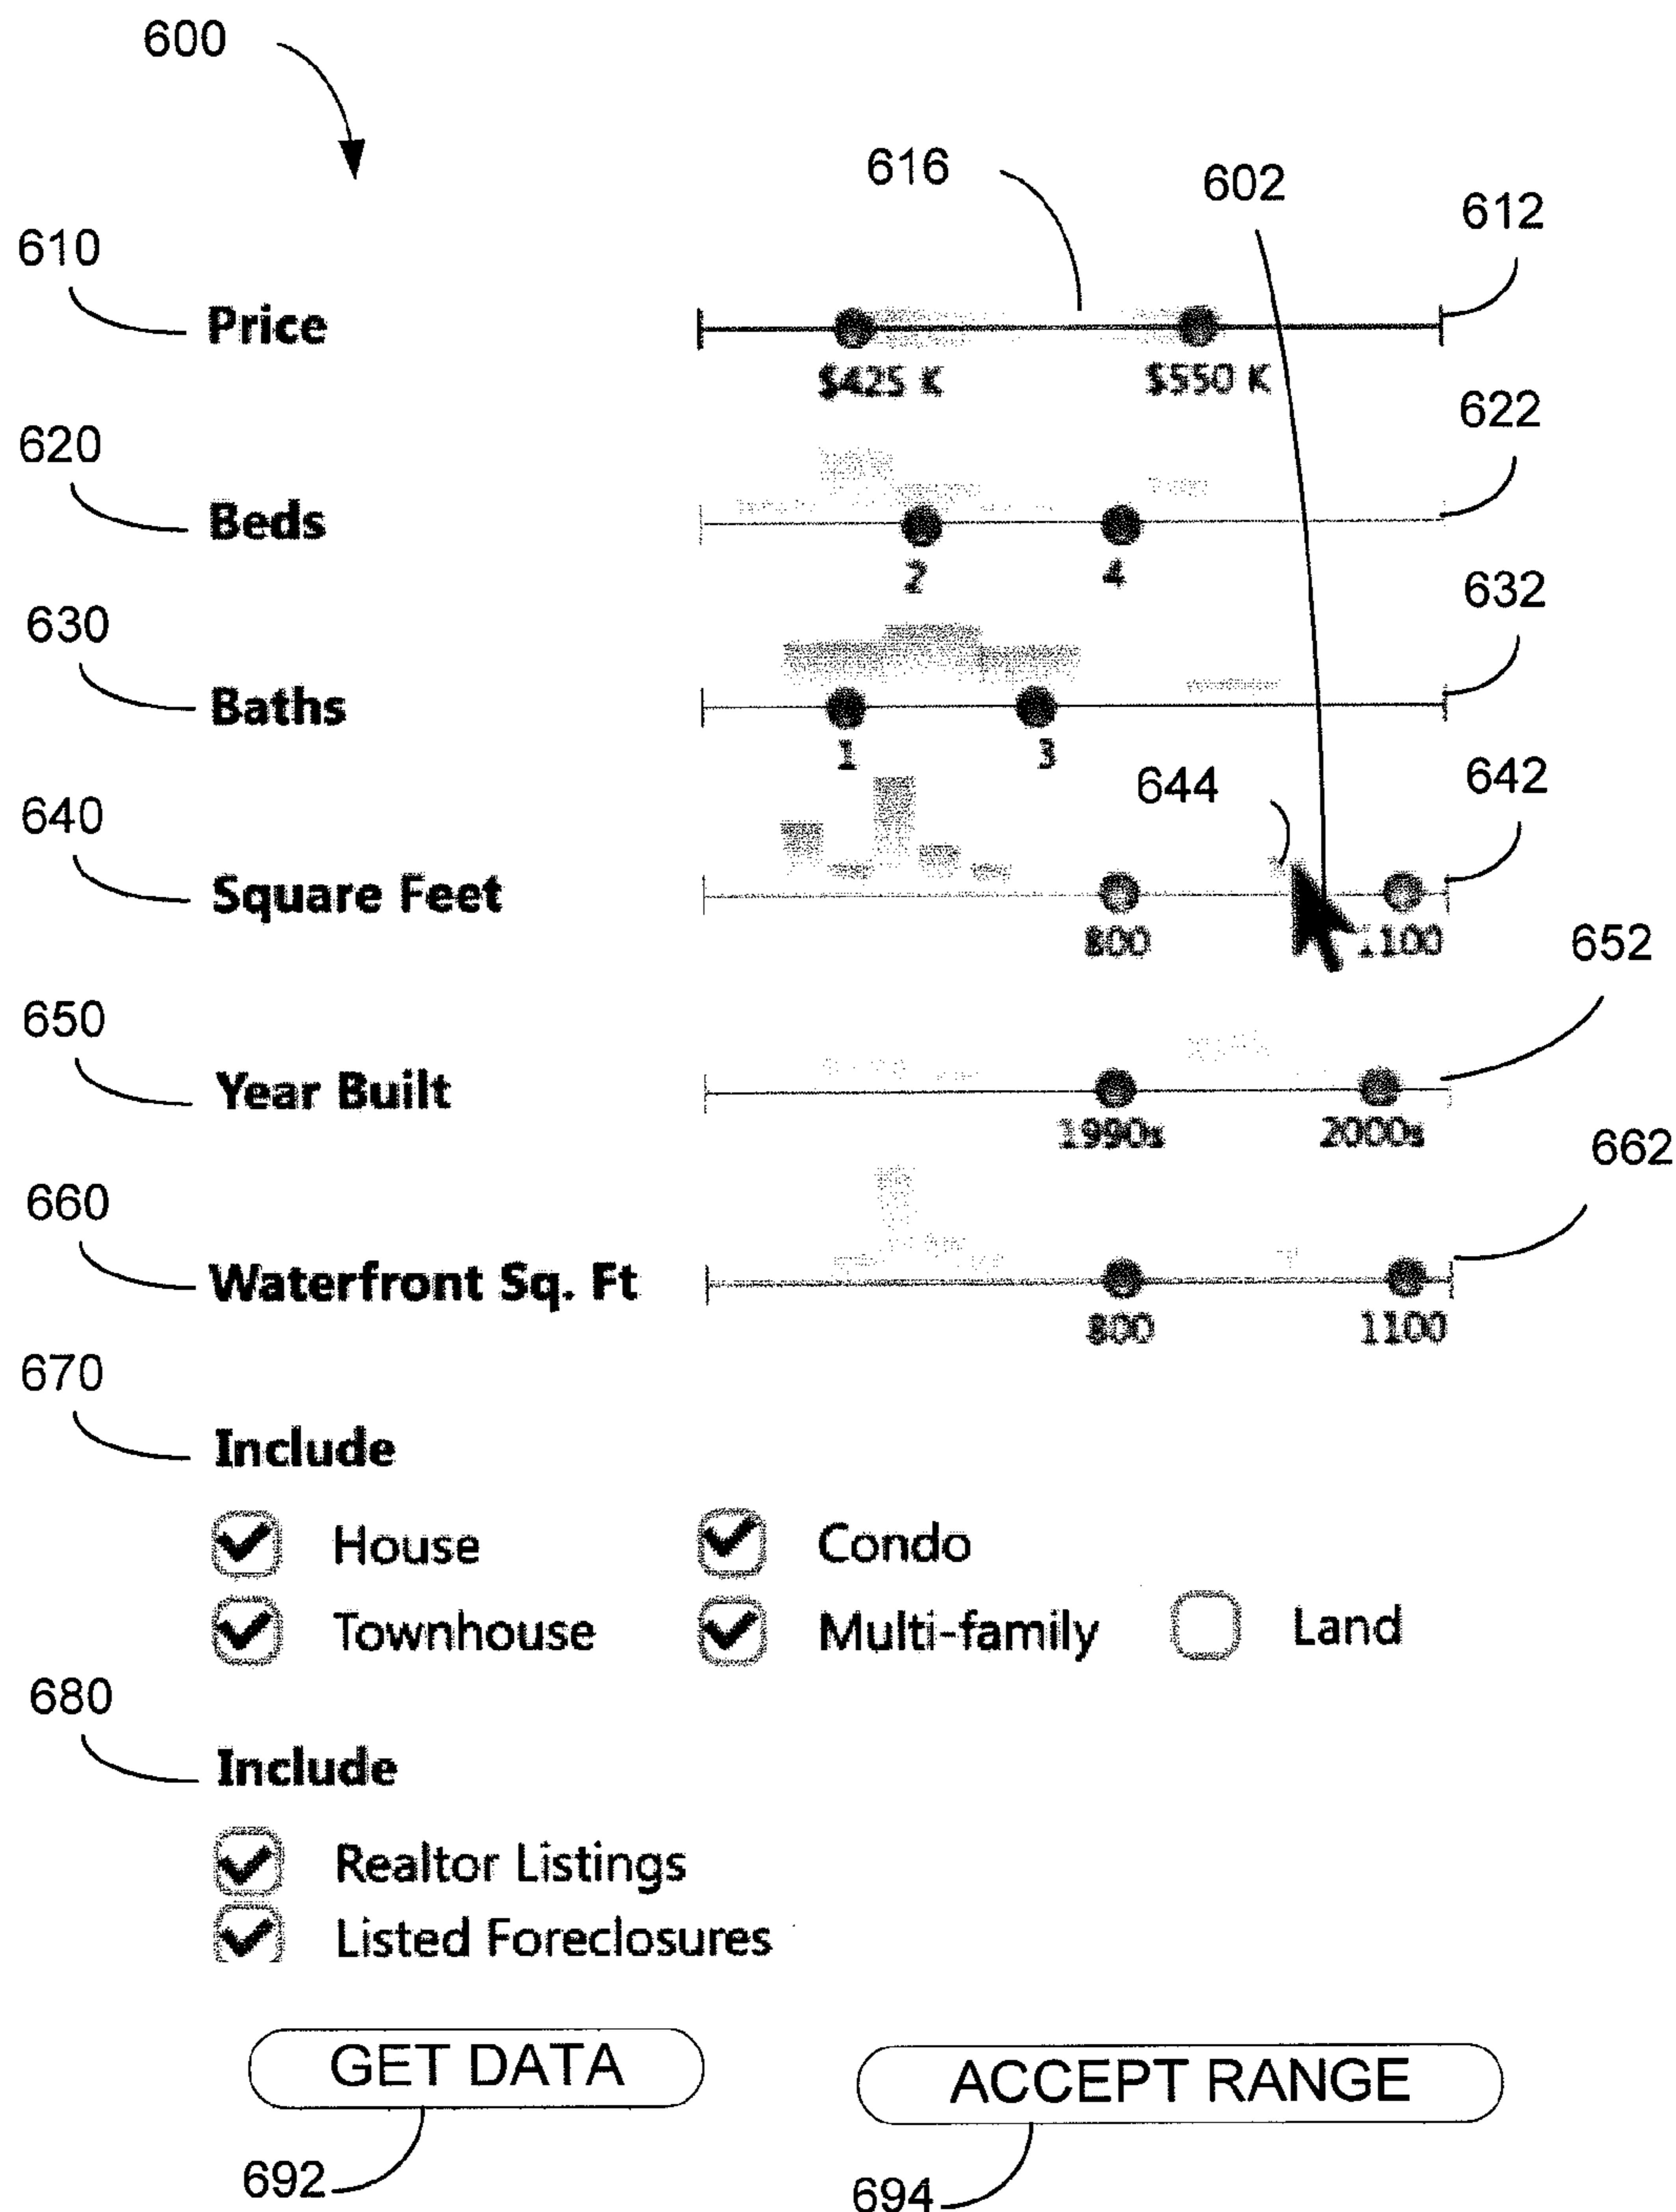 600
616
602
612
610
Price
$425 K
$550 K
620
622
Beds
2
4
630
632
Baths
1
3
640
644
642
Square Feet
800
1100
650
652
Year Built
1990s
2000s
660
662
Waterfront Sq. Ft
800
1100
670
Include
House
Condo
Townhouse
Multi-family
Land
680
Include
Realtor Listings
Listed Foreclosures
GET DATA
ACCEPT RANGE
692
694